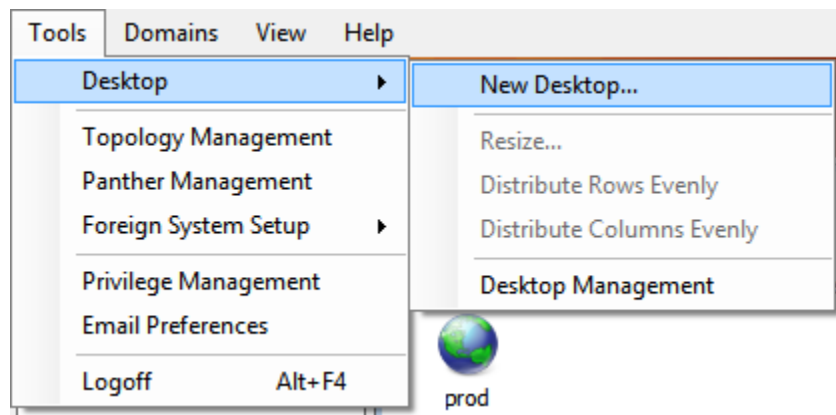 Tools Domains View Help
Desktop
New Desktop...
Topology Management
Resize...
Panther Management
Distribute Rows Evenly
Foreign System Setup
Distribute Columns Evenly
Privilege Management
Desktop Management
Email Preferences
Logoff Alt+F4
prod